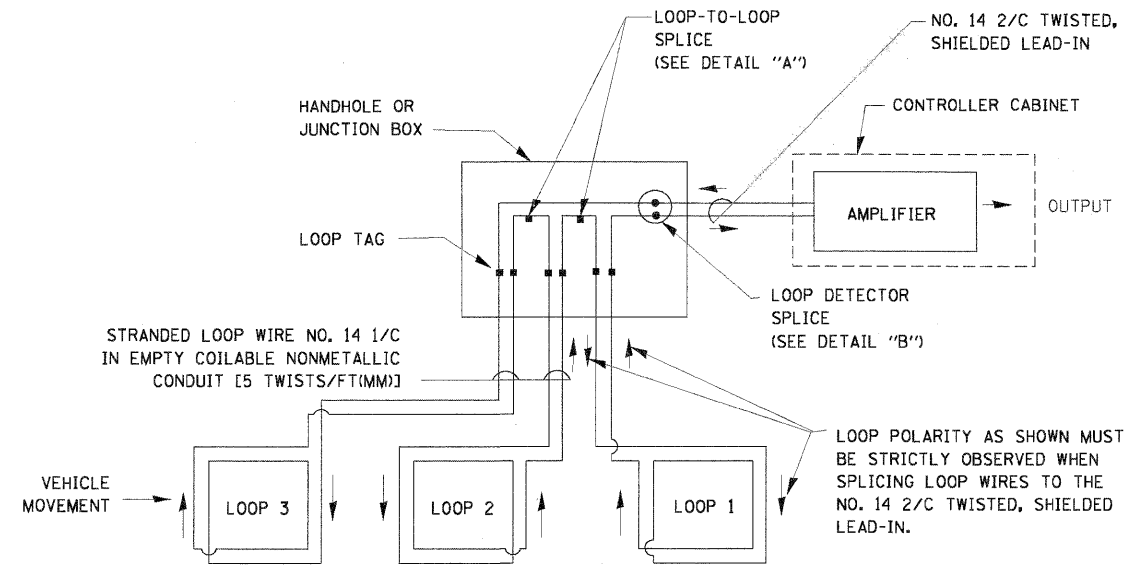 LOOP-TO-LOOP
SPLICE
(SEE DETAIL "A")
NO. 14 2/C TWISTED,
SHIELDED LEAD-IN
HANDHOLE OR
JUNCTION BOX
CONTROLLER CABINET
AMPLIFIER
OUTPUT
LOOP TAG
LOOP DETECTOR
SPLICE
(SEE DETAIL "B")
STRANDED LOOP WIRE NO. 14 1/C
IN EMPTY COILABLE NONMETALLIC
CONDUIT [5 TWISTS/FT(MM)]
LOOP POLARITY AS SHOWN MUST
BE STRICTLY OBSERVED WHEN
SPLICING LOOP WIRES TO THE
NO. 14 2/C TWISTED, SHIELDED
LEAD-IN.
VEHICLE
MOVEMENT
LOOP 3
LOOP 2
LOOP 1